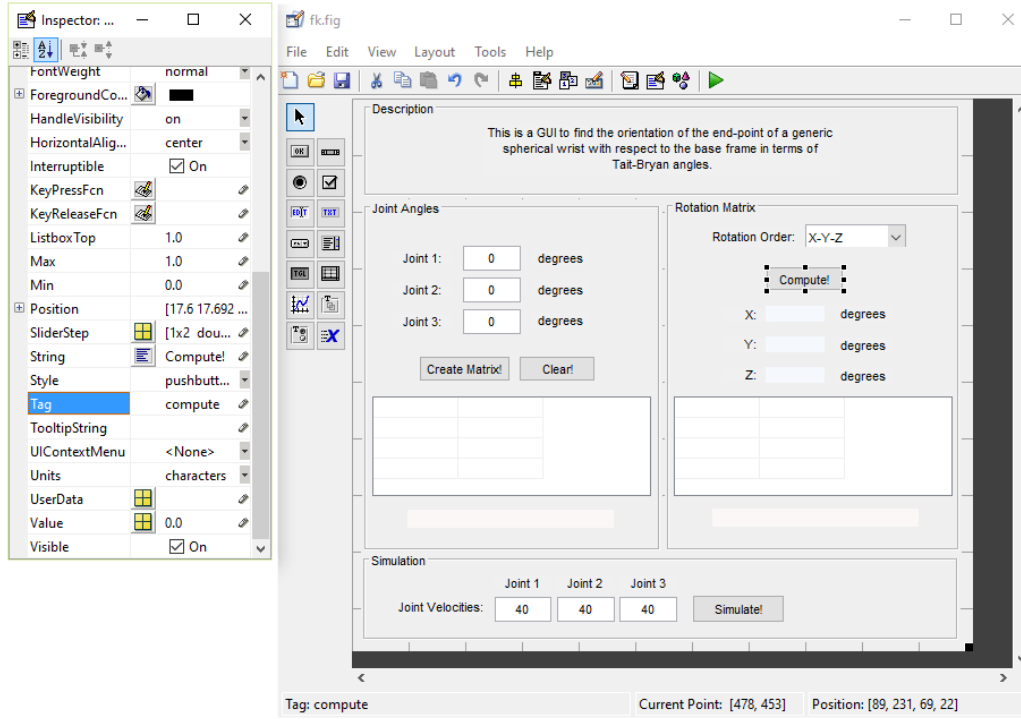 Inspector: ...
FontWeight normal
ForegroundCo...
HandleVisibility on
HorizontalAlig... center
Interruptible On
KeyPressFcn
KeyReleaseFcn
ListboxTop 1.0
Max 1.0
Min 0.0
Position [17.6 17.692 ...
SliderStep [1x2 dou...
String Compute!
Style pushbutt...
Tag compute
TooltipString
UIContextMenu <None>
Units characters
UserData
Value 0.0
Visible On
fk.fig
File Edit View Layout Tools Help
OK
EDIT TXT
TGL
Description
This is a GUI to find the orientation of the end-point of a generic
spherical wrist with respect to the base frame in terms of
Tait-Bryan angles.
Joint Angles
Joint 1: 0 degrees
Joint 2: 0 degrees
Joint 3: 0 degrees
Create Matrix! Clear!
Rotation Matrix
Rotation Order: X-Y-Z
Compute!
X: degrees
Y: degrees
Z: degrees
Simulation
Joint 1 Joint 2 Joint 3
Joint Velocities: 40 40 40 Simulate!
Tag: compute Current Point: [478, 453] Position: [89, 231, 69, 22]